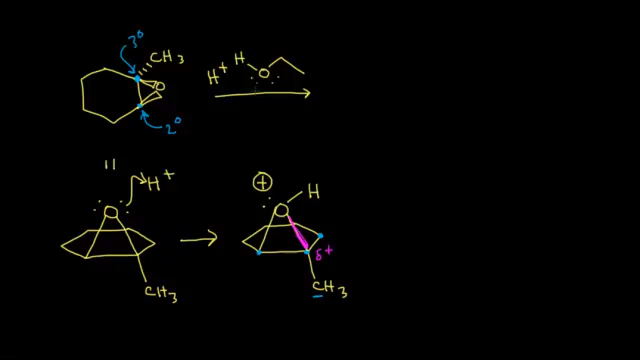 3°
CH3
H+ H O
O
2°
H+
O
CH3
+
O H
δ+
CH3